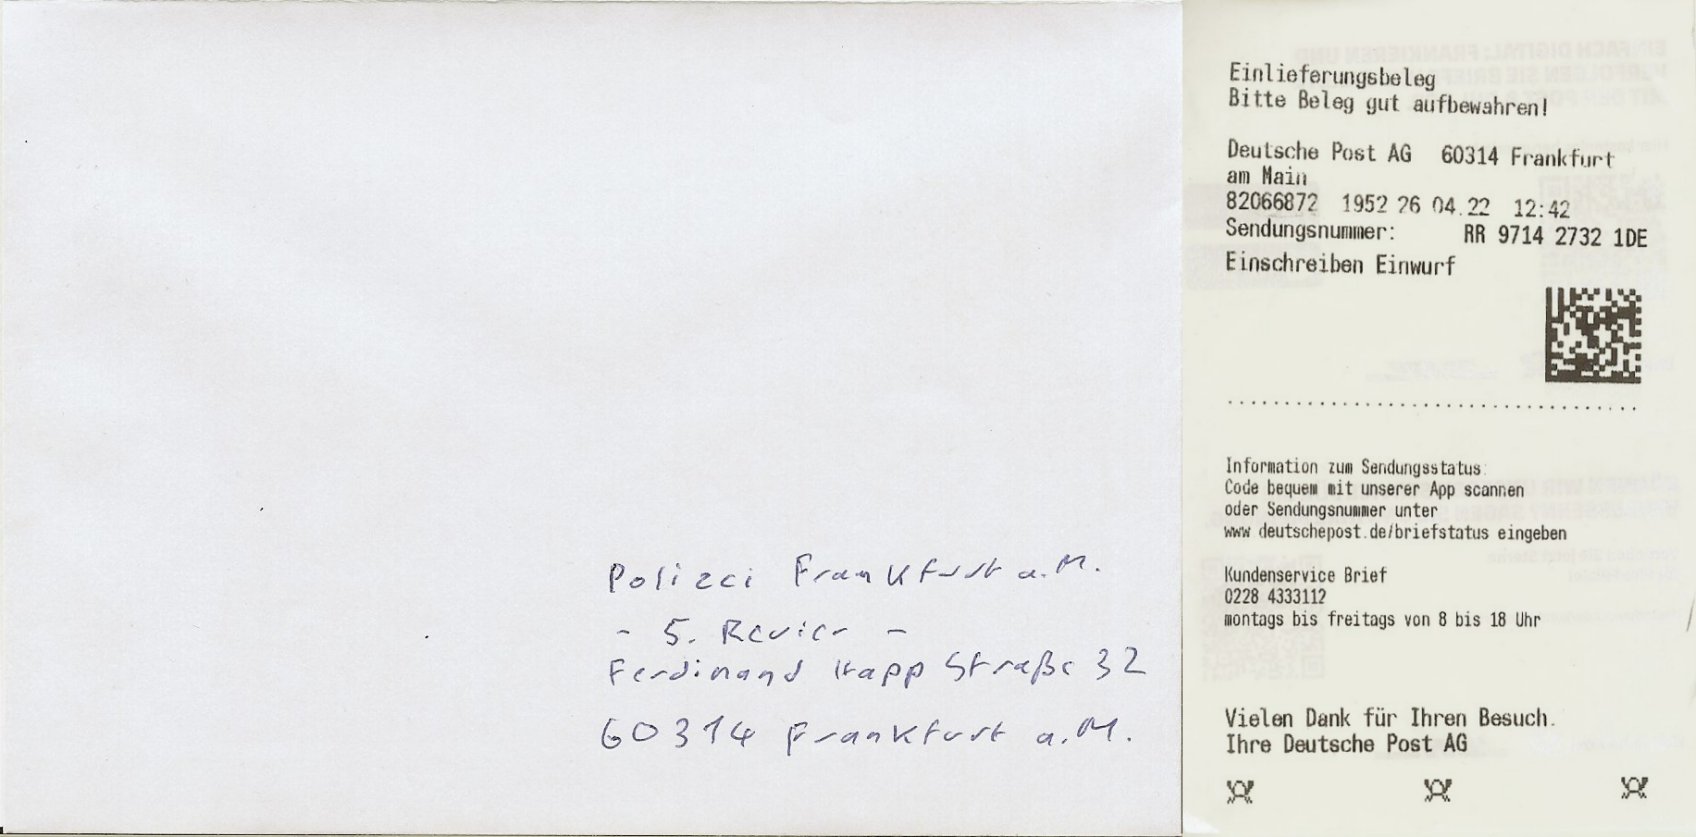 Polizei Frankfurt a.M.
- 5. Revier -
Ferdinand Happ Straße 32
60314 Frankfurt a.M.
Einlieferungsbeleg
Bitte Beleg gut aufbewahren!
Deutsche Post AG 60314 Frankfurt
am Main
82066872 1952 26 04.22 12:42
Sendungsnummer: RR 9714 2732 1DE
Einschreiben Einwurf
Information zum Sendungsstatus:
Code bequem mit unserer App scannen
oder Sendungsnummer unter
www deutschepost.de/briefstatus eingeben
Kundenservice Brief
0228 4333112
montags bis freitags von 8 bis 18 Uhr
Vielen Dank für Ihren Besuch.
Ihre Deutsche Post AG